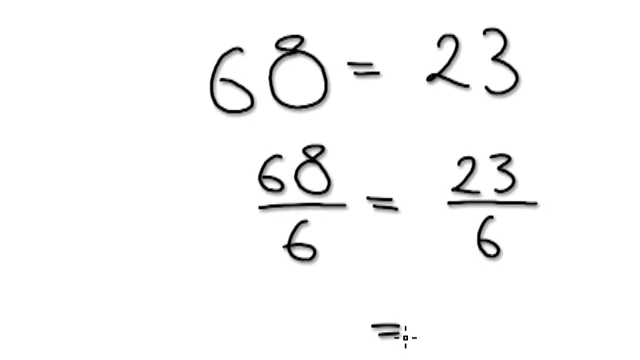 68 = 23
68/6 = 23/6
=